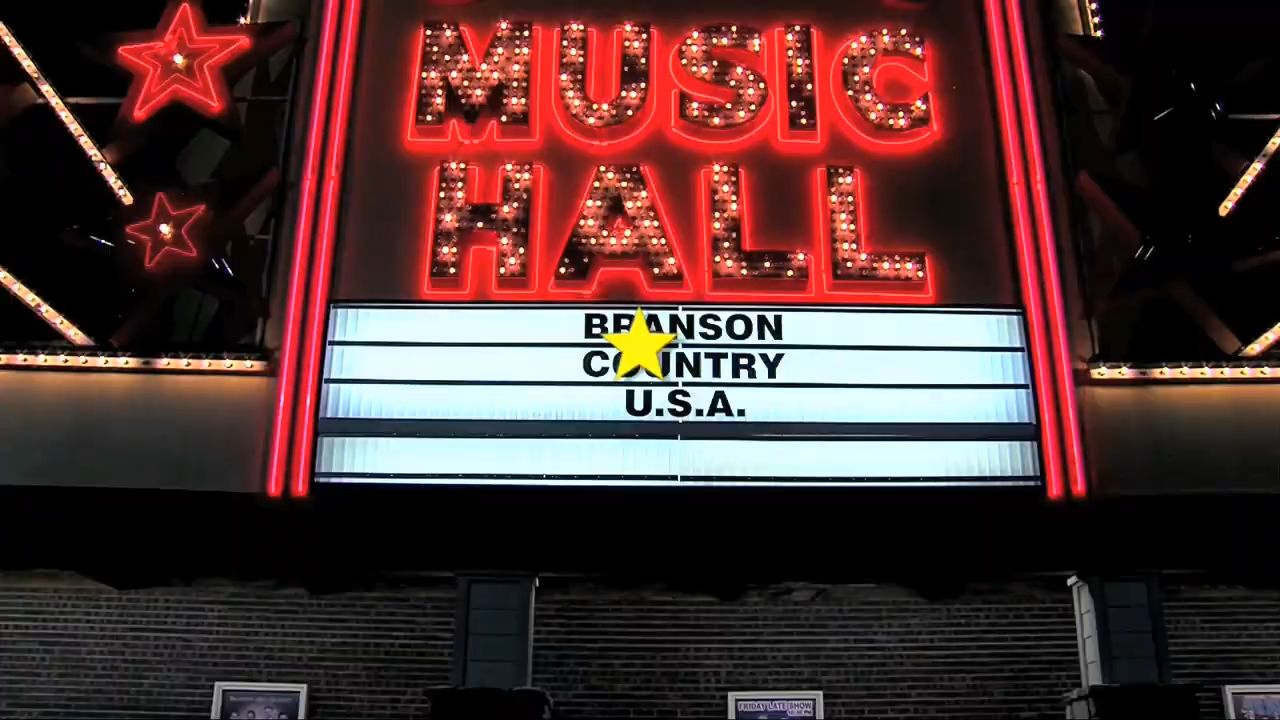 MUSIC
HALL
BRANSON
COUNTRY
U.S.A.
FRIDAY LATE SHOW